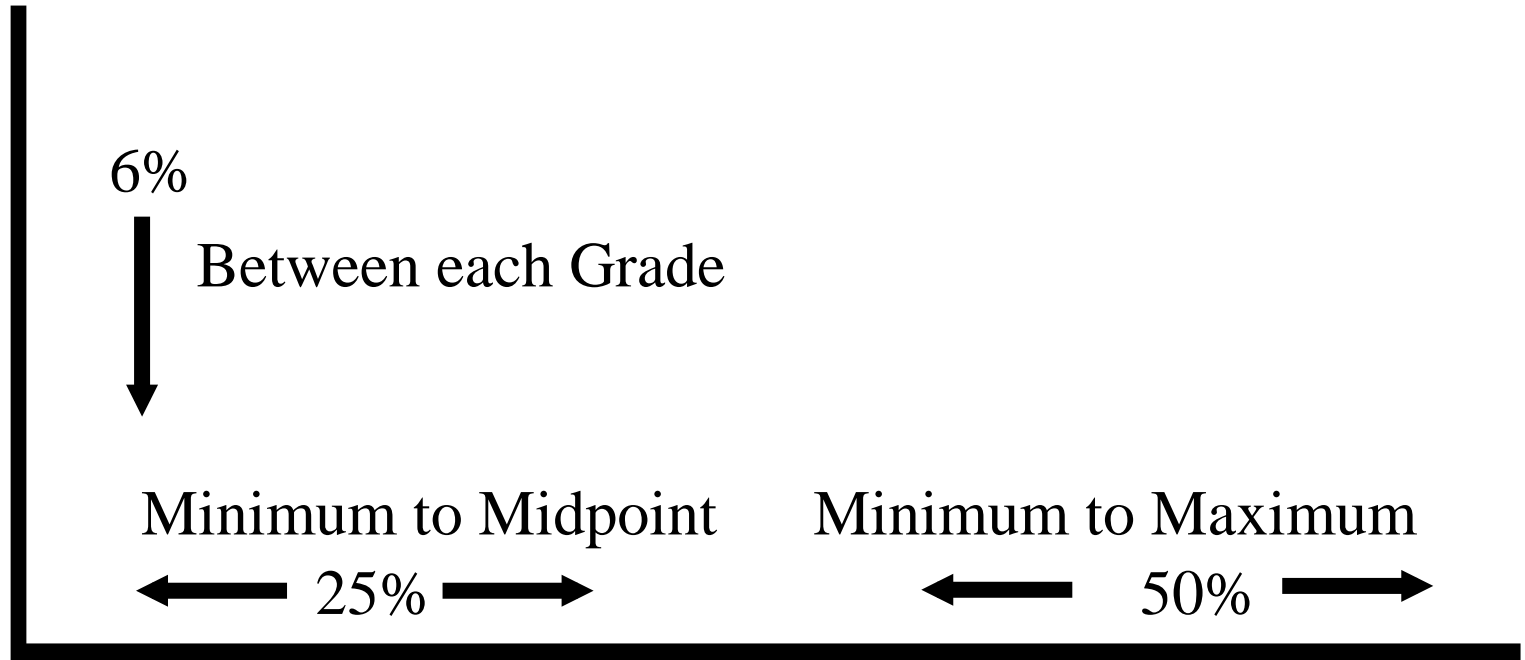 6%
Between each Grade
Minimum to Midpoint
25%
Minimum to Maximum
50%